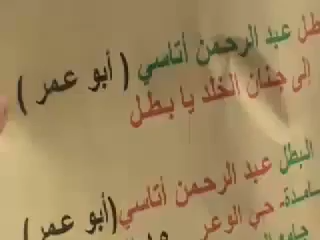 بطل عبد الرحمن أتاسي (أبو عمر)
إلى جنان الخلد يا بطل
البطل عبد الرحمن أتاسي (أبو عمر)
حي الوعر